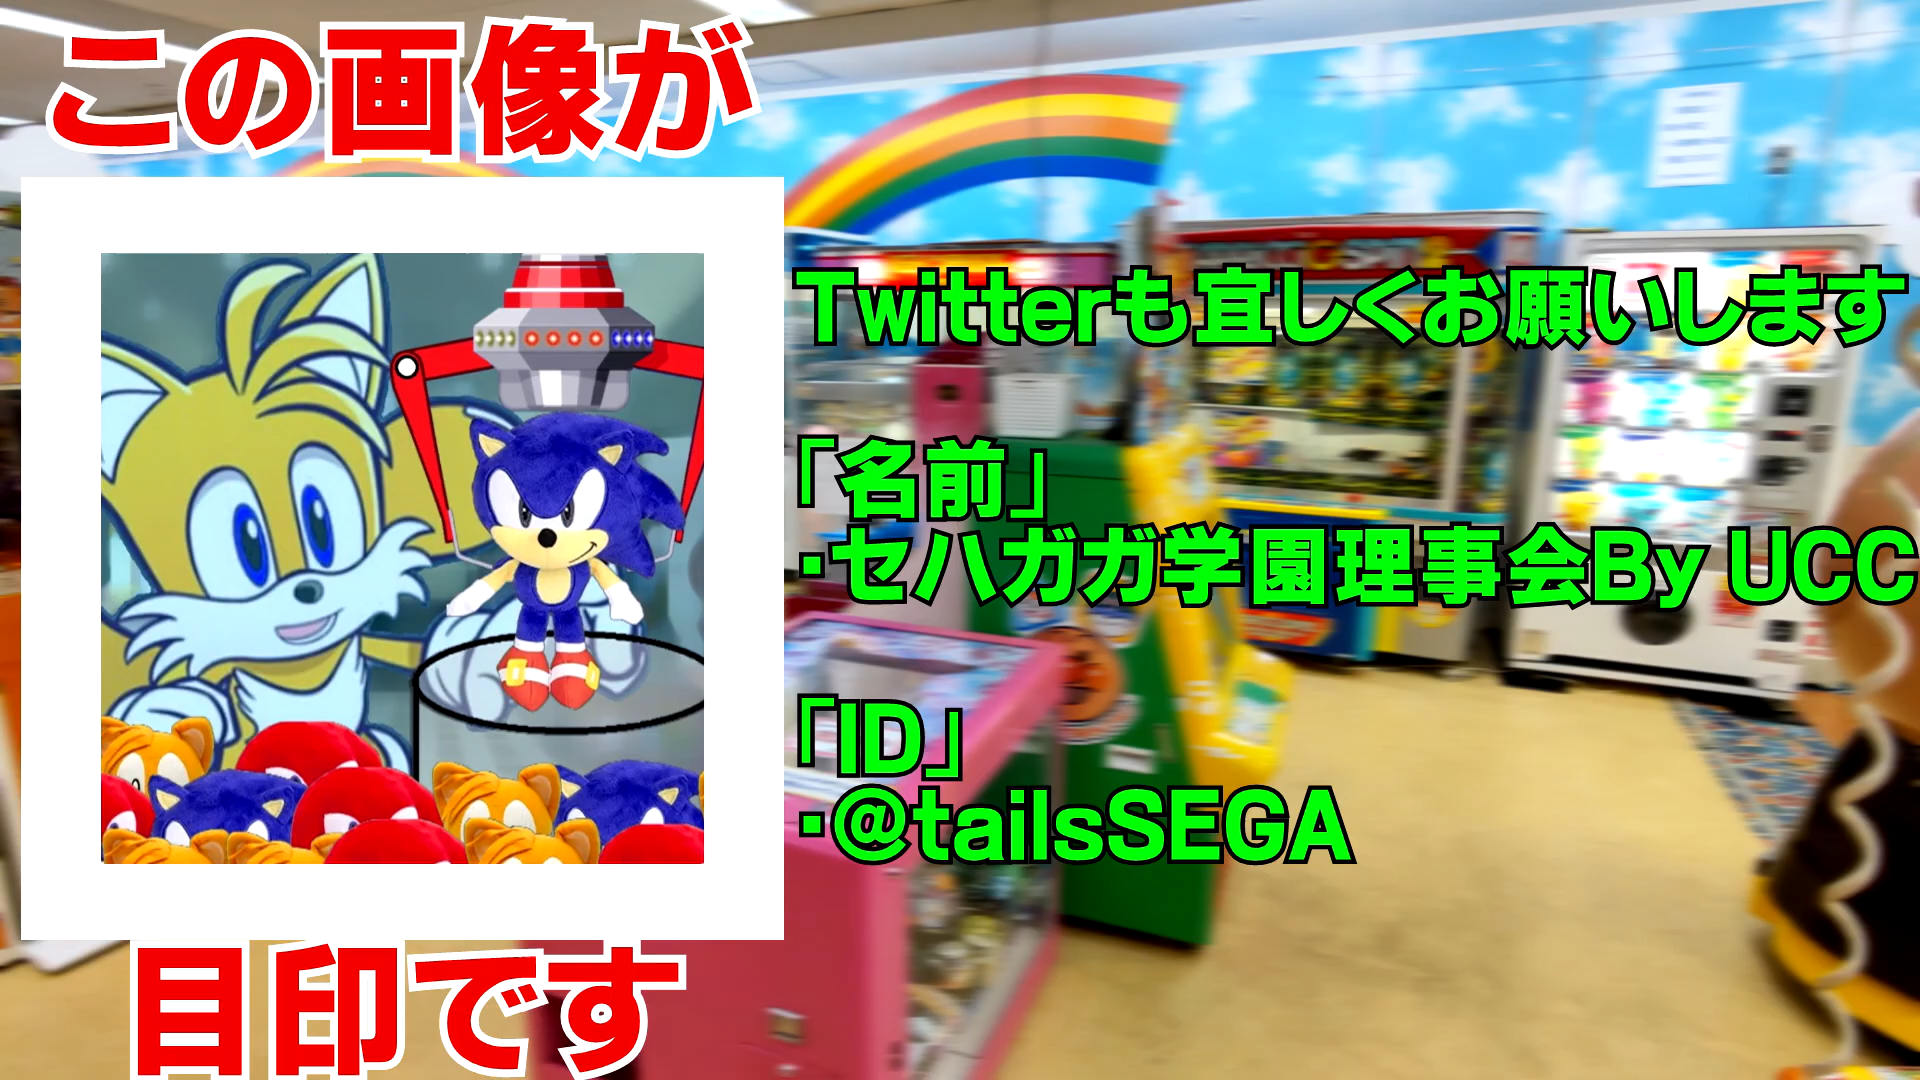 この画像が
目印です
Twitterも宜しくお願いします
「名前」
・セハガガ学園理事会By UCC
「ID」
・@tailsSEGA